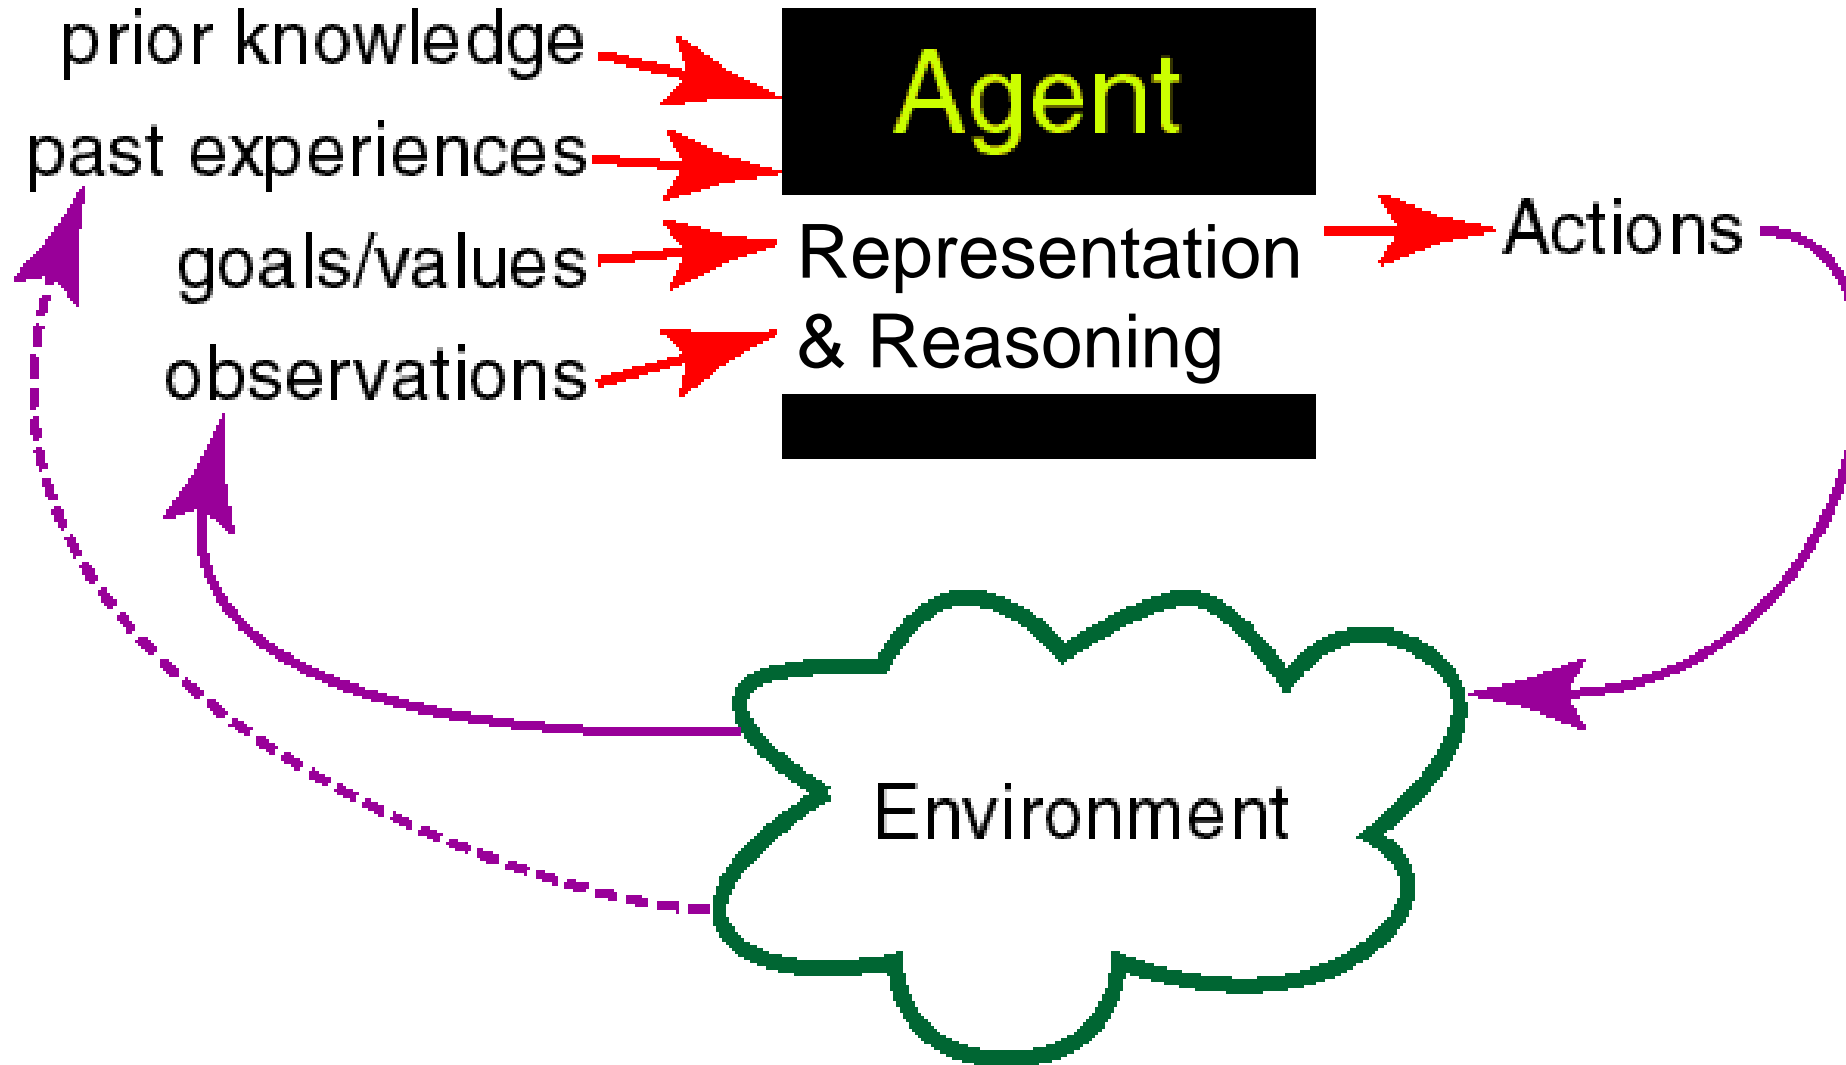 prior knowledge
past experiences
goals/values
observations
Agent
Representation
& Reasoning
Actions
Environment